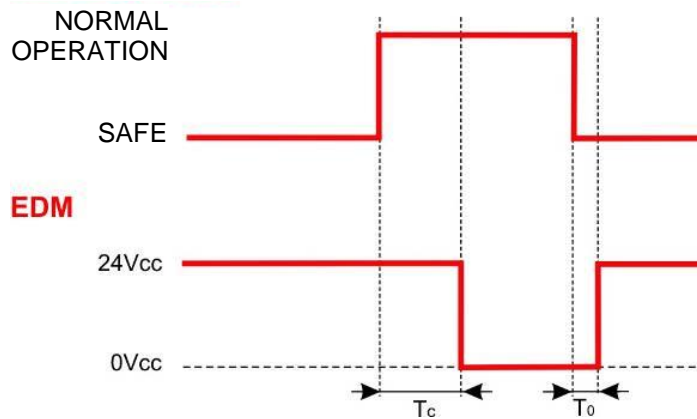 NORMAL
OPERATION
SAFE
EDM
24Vcc
0Vcc
Tc
T0